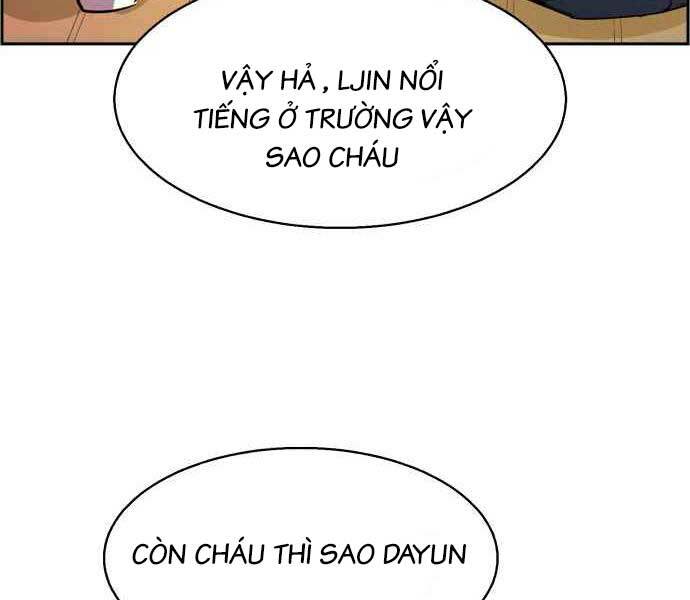 VẬY HẢ , LJIN NỔI
TIẾNG Ở TRƯỜNG VẬY
SAO CHÁU
CÒN CHÁU THÌ SAO DAYUN